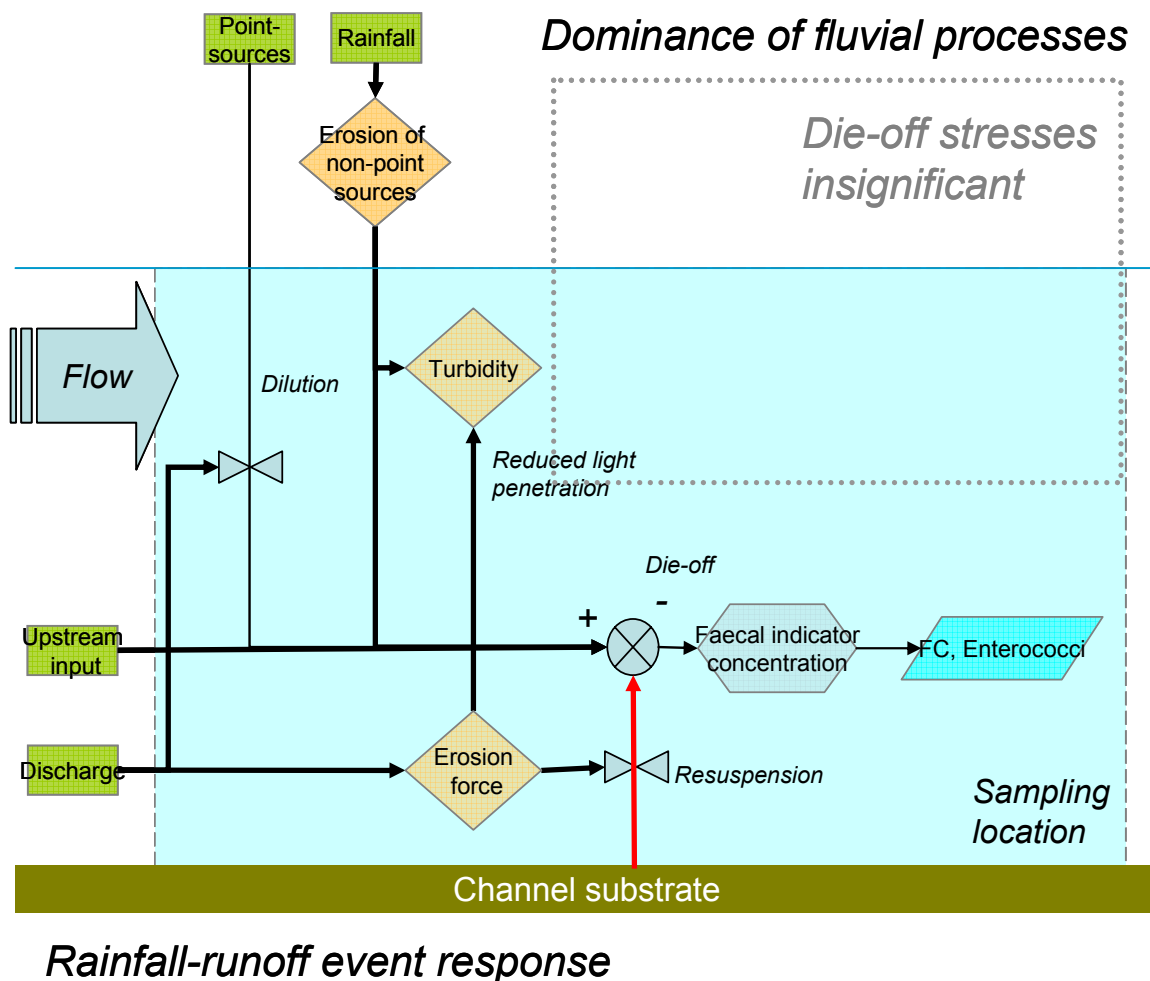 Point-
sources
Rainfall
Dominance of fluvial processes
Erosion of
non-point
sources
Die-off stresses
insignificant
Flow
Dilution
Turbidity
Reduced light
penetration
Die-off
+
-
Upstream
input
Faecal indicator
concentration
FC, Enterococci
Discharge
Erosion
force
Resuspension
Sampling
location
Channel substrate
Rainfall-runoff event response